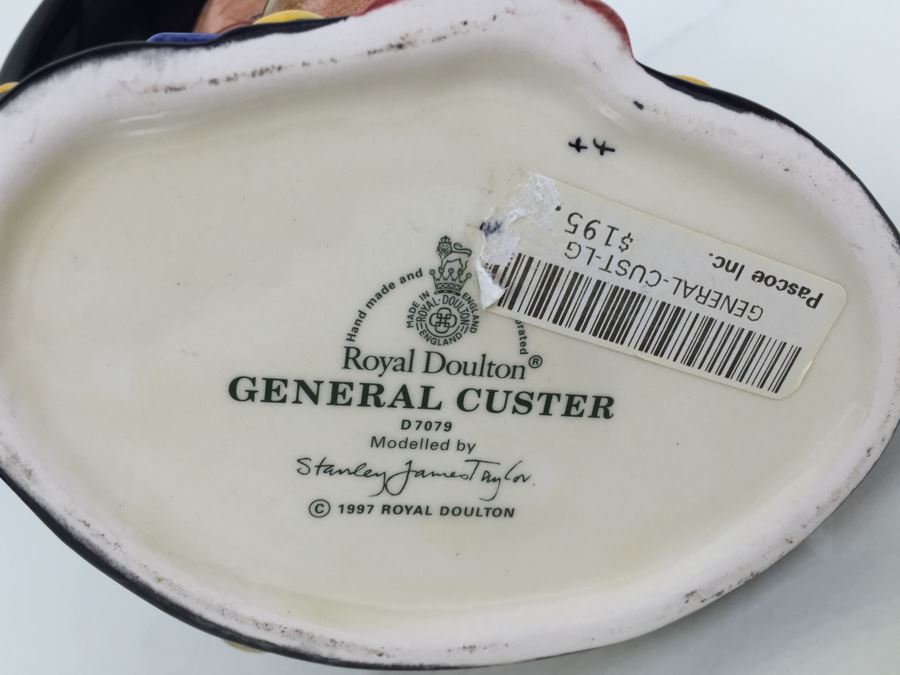 Hand made and
rated
MADE IN ENGLAND
ROYAL-DOULTON
ENGLAND
Royal Doulton®
GENERAL CUSTER
D7079
Modelled by
Stanley James Taylor.
© 1997 ROYAL DOULTON
Pascoe Inc.
GENERAL-CUST-LG
$195.